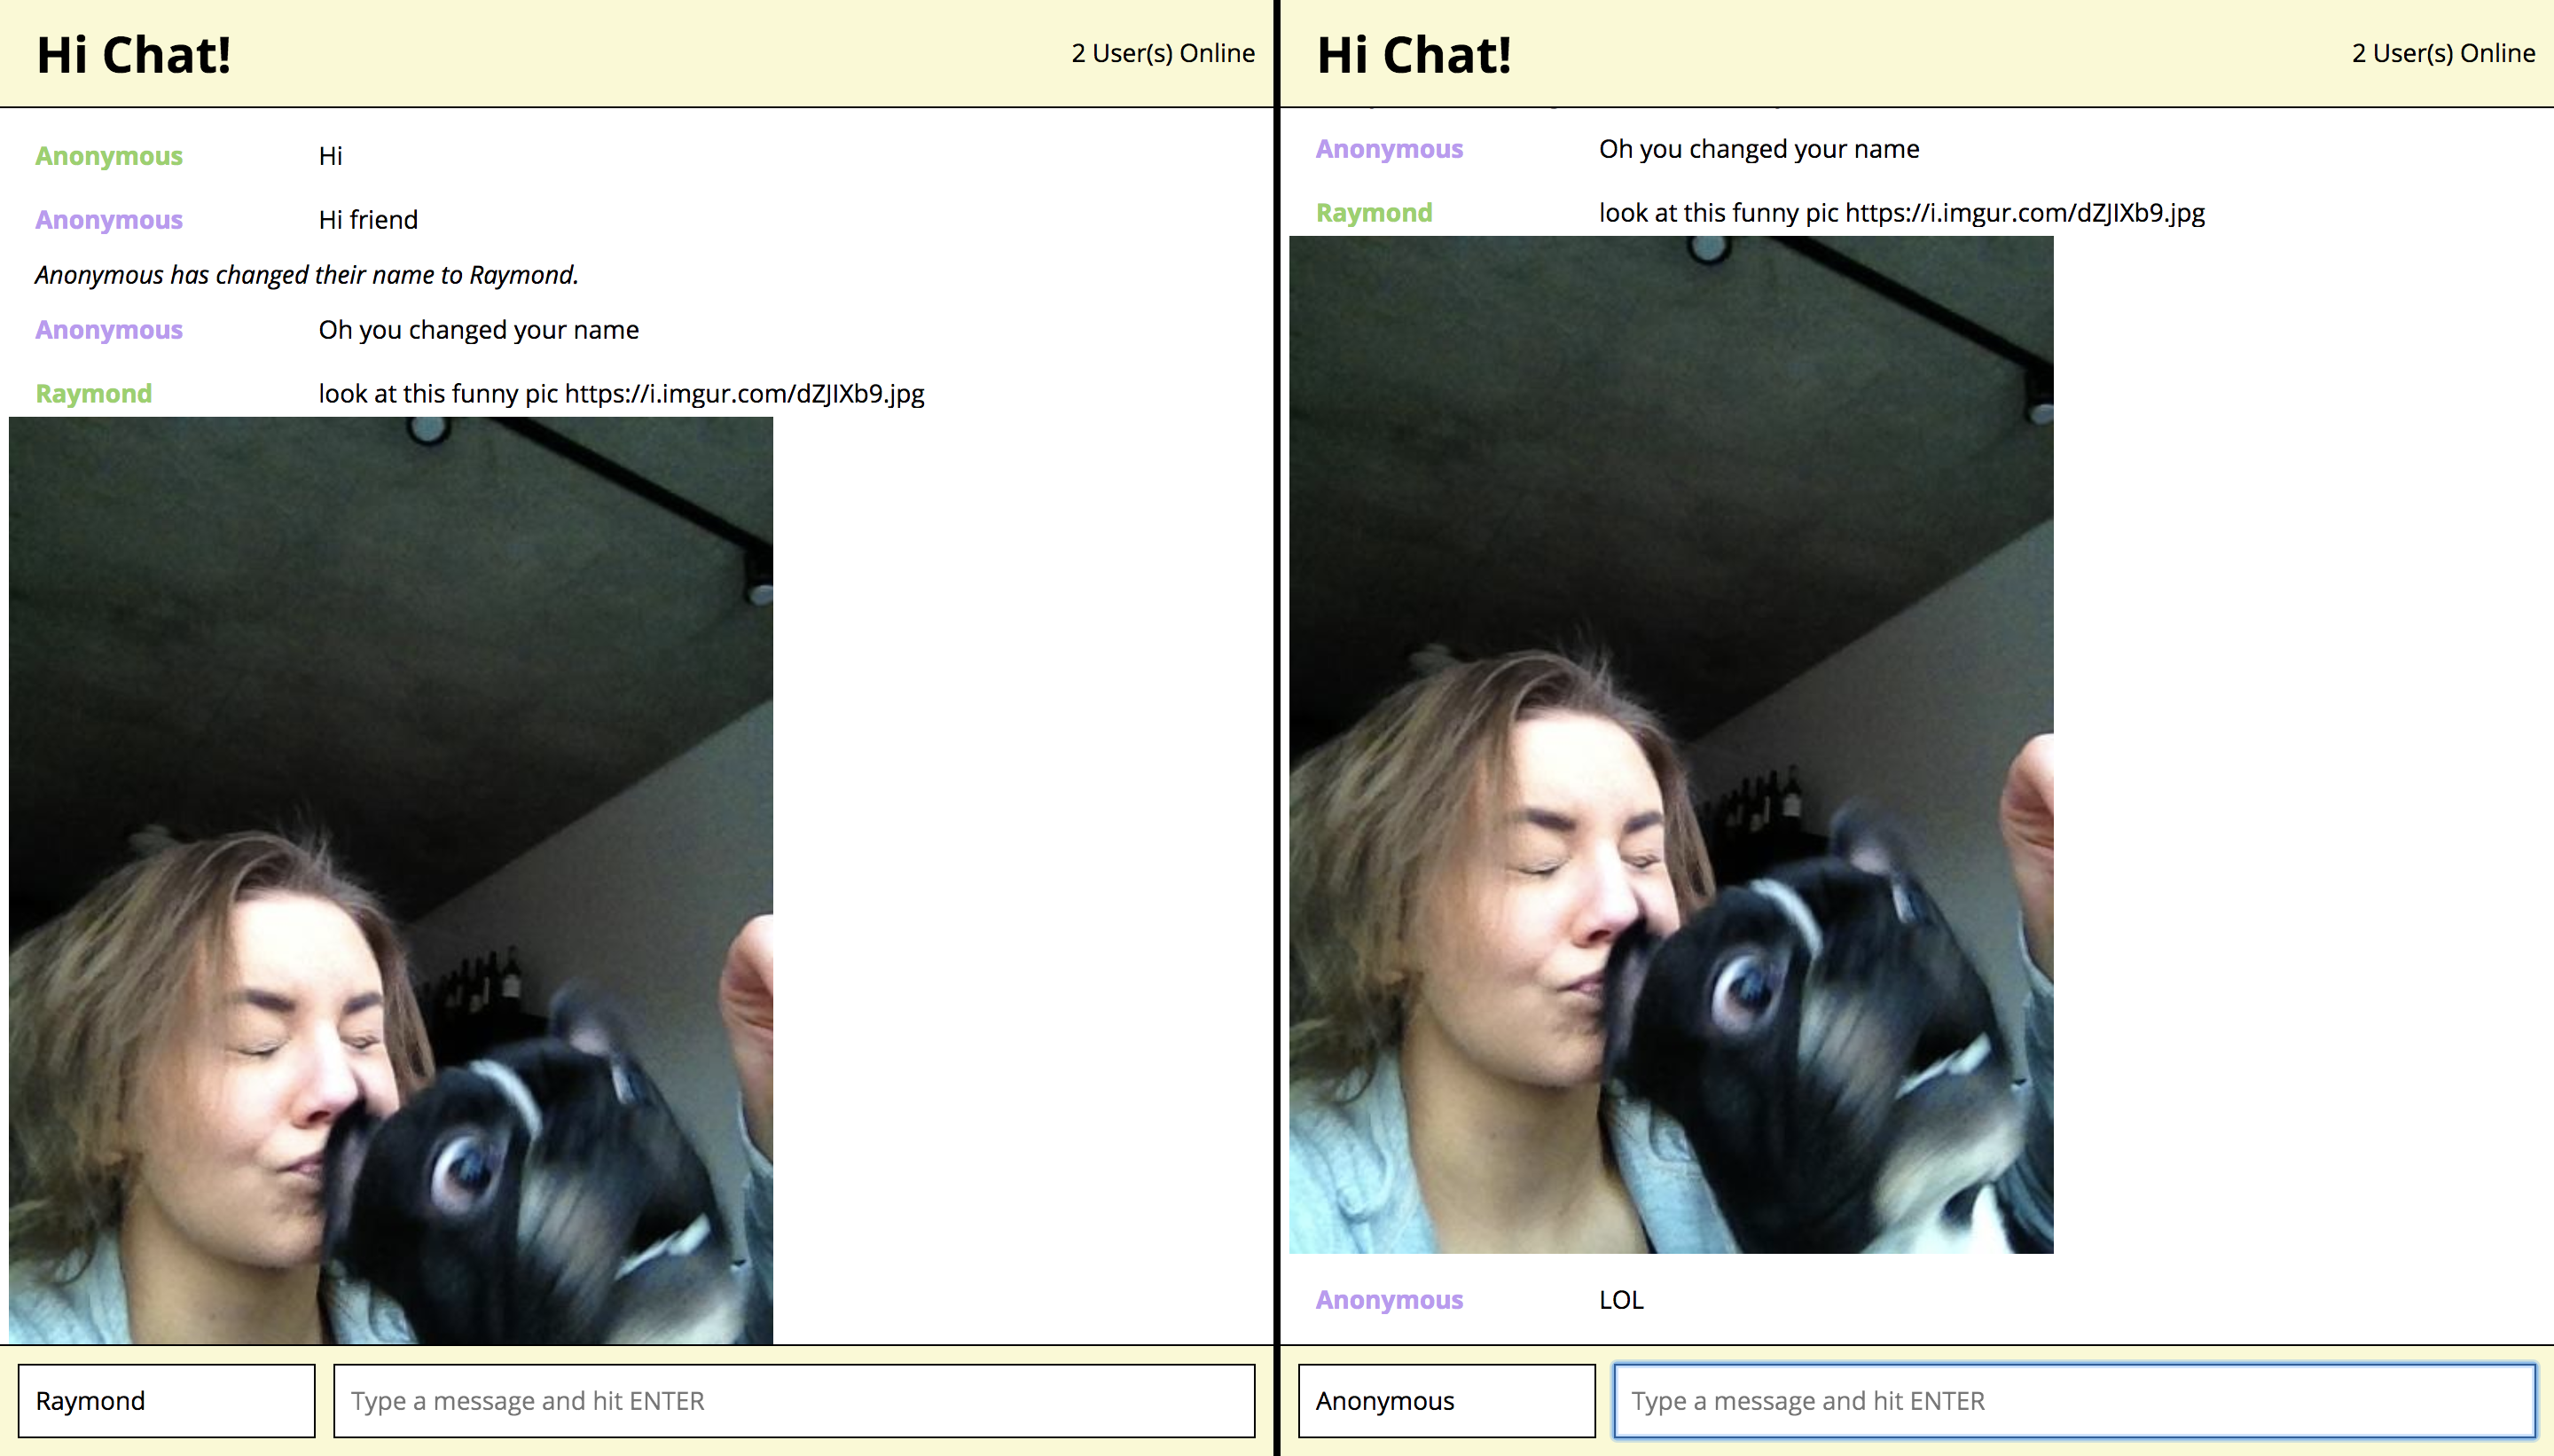 Hi Chat!
2 User(s) Online
Anonymous Hi
Anonymous Hi friend
Anonymous has changed their name to Raymond.
Anonymous Oh you changed your name
Raymond look at this funny pic https://i.imgur.com/dZJIXb9.jpg
Raymond
Type a message and hit ENTER
Hi Chat!
2 User(s) Online
Anonymous Oh you changed your name
Raymond look at this funny pic https://i.imgur.com/dZJIXb9.jpg
Anonymous LOL
Anonymous
Type a message and hit ENTER